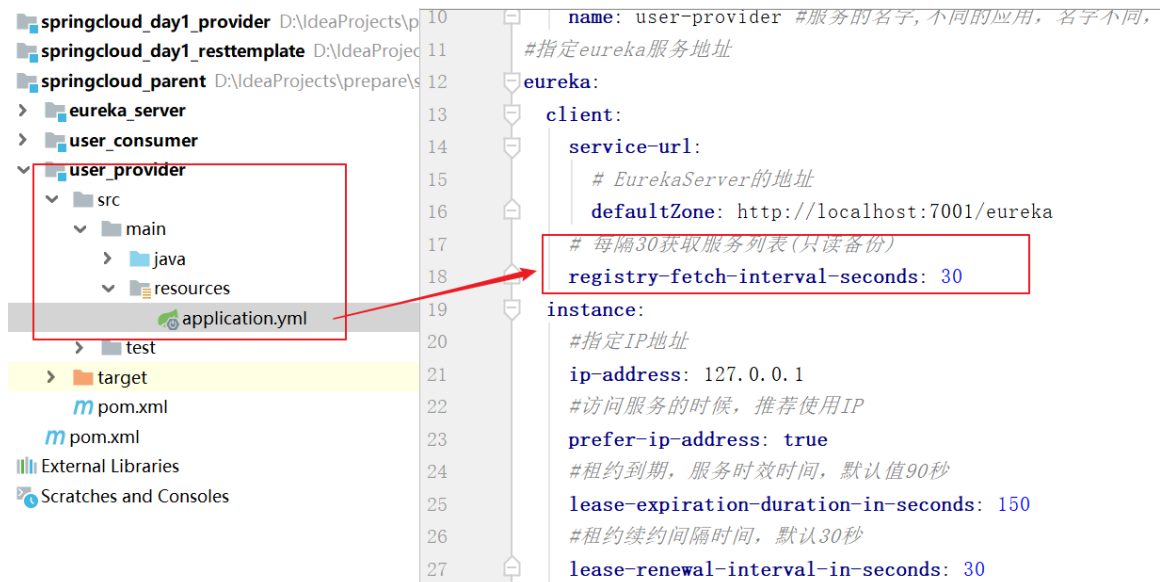 springcloud_day1_provider D:\IdeaProjects\p
springcloud_day1_resttemplate D:\IdeaProjec
springcloud_parent D:\IdeaProjects\prepare\s
eureka_server
user_consumer
user_provider
src
main
java
resources
application.yml
test
target
m pom.xml
m pom.xml
External Libraries
Scratches and Consoles
10 name: user-provider #服务的名字,不同的应用，名字不同，
11 #指定eureka服务地址
12 eureka:
13 client:
14 service-url:
15 # EurekaServer的地址
16 defaultZone: http://localhost:7001/eureka
17 # 每隔30获取服务列表(只读备份)
18 registry-fetch-interval-seconds: 30
19 instance:
20 #指定IP地址
21 ip-address: 127.0.0.1
22 #访问服务的时候，推荐使用IP
23 prefer-ip-address: true
24 #租约到期，服务时效时间，默认值90秒
25 lease-expiration-duration-in-seconds: 150
26 #租约续约间隔时间，默认30秒
27 lease-renewal-interval-in-seconds: 30